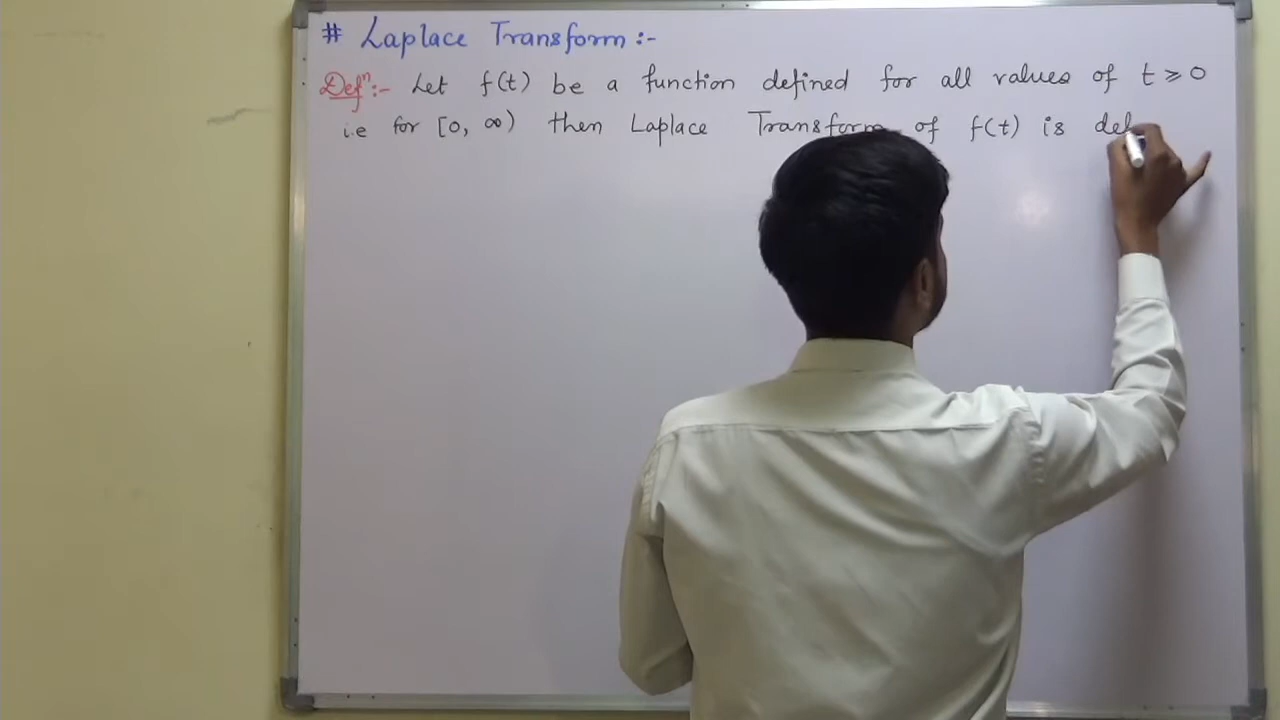 # Laplace Transform :-
Defⁿ :- Let f(t) be a function defined for all values of t ⩾ 0
i.e for [0, ∞) then Laplace Transform of f(t) is def